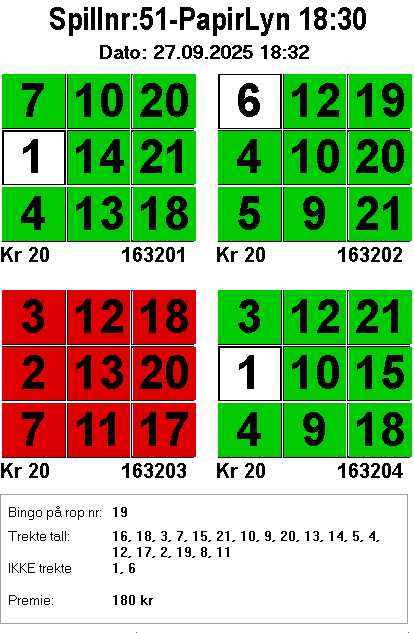 Spillnr:51-PapirLyn 18:30
Dato: 27.09.2025 18:32
7 10 20
1 14 21
4 13 18
Kr 20 163201
6 12 19
4 10 20
5 9 21
Kr 20 163202
3 12 18
2 13 20
7 11 17
Kr 20 163203
3 12 21
1 10 15
4 9 18
Kr 20 163204
Bingo på rop nr: 19
Trekte tall: 16, 18, 3, 7, 15, 21, 10, 9, 20, 13, 14, 5, 4,
12, 17, 2, 19, 8, 11
IKKE trekte 1, 6
Premie: 180 kr